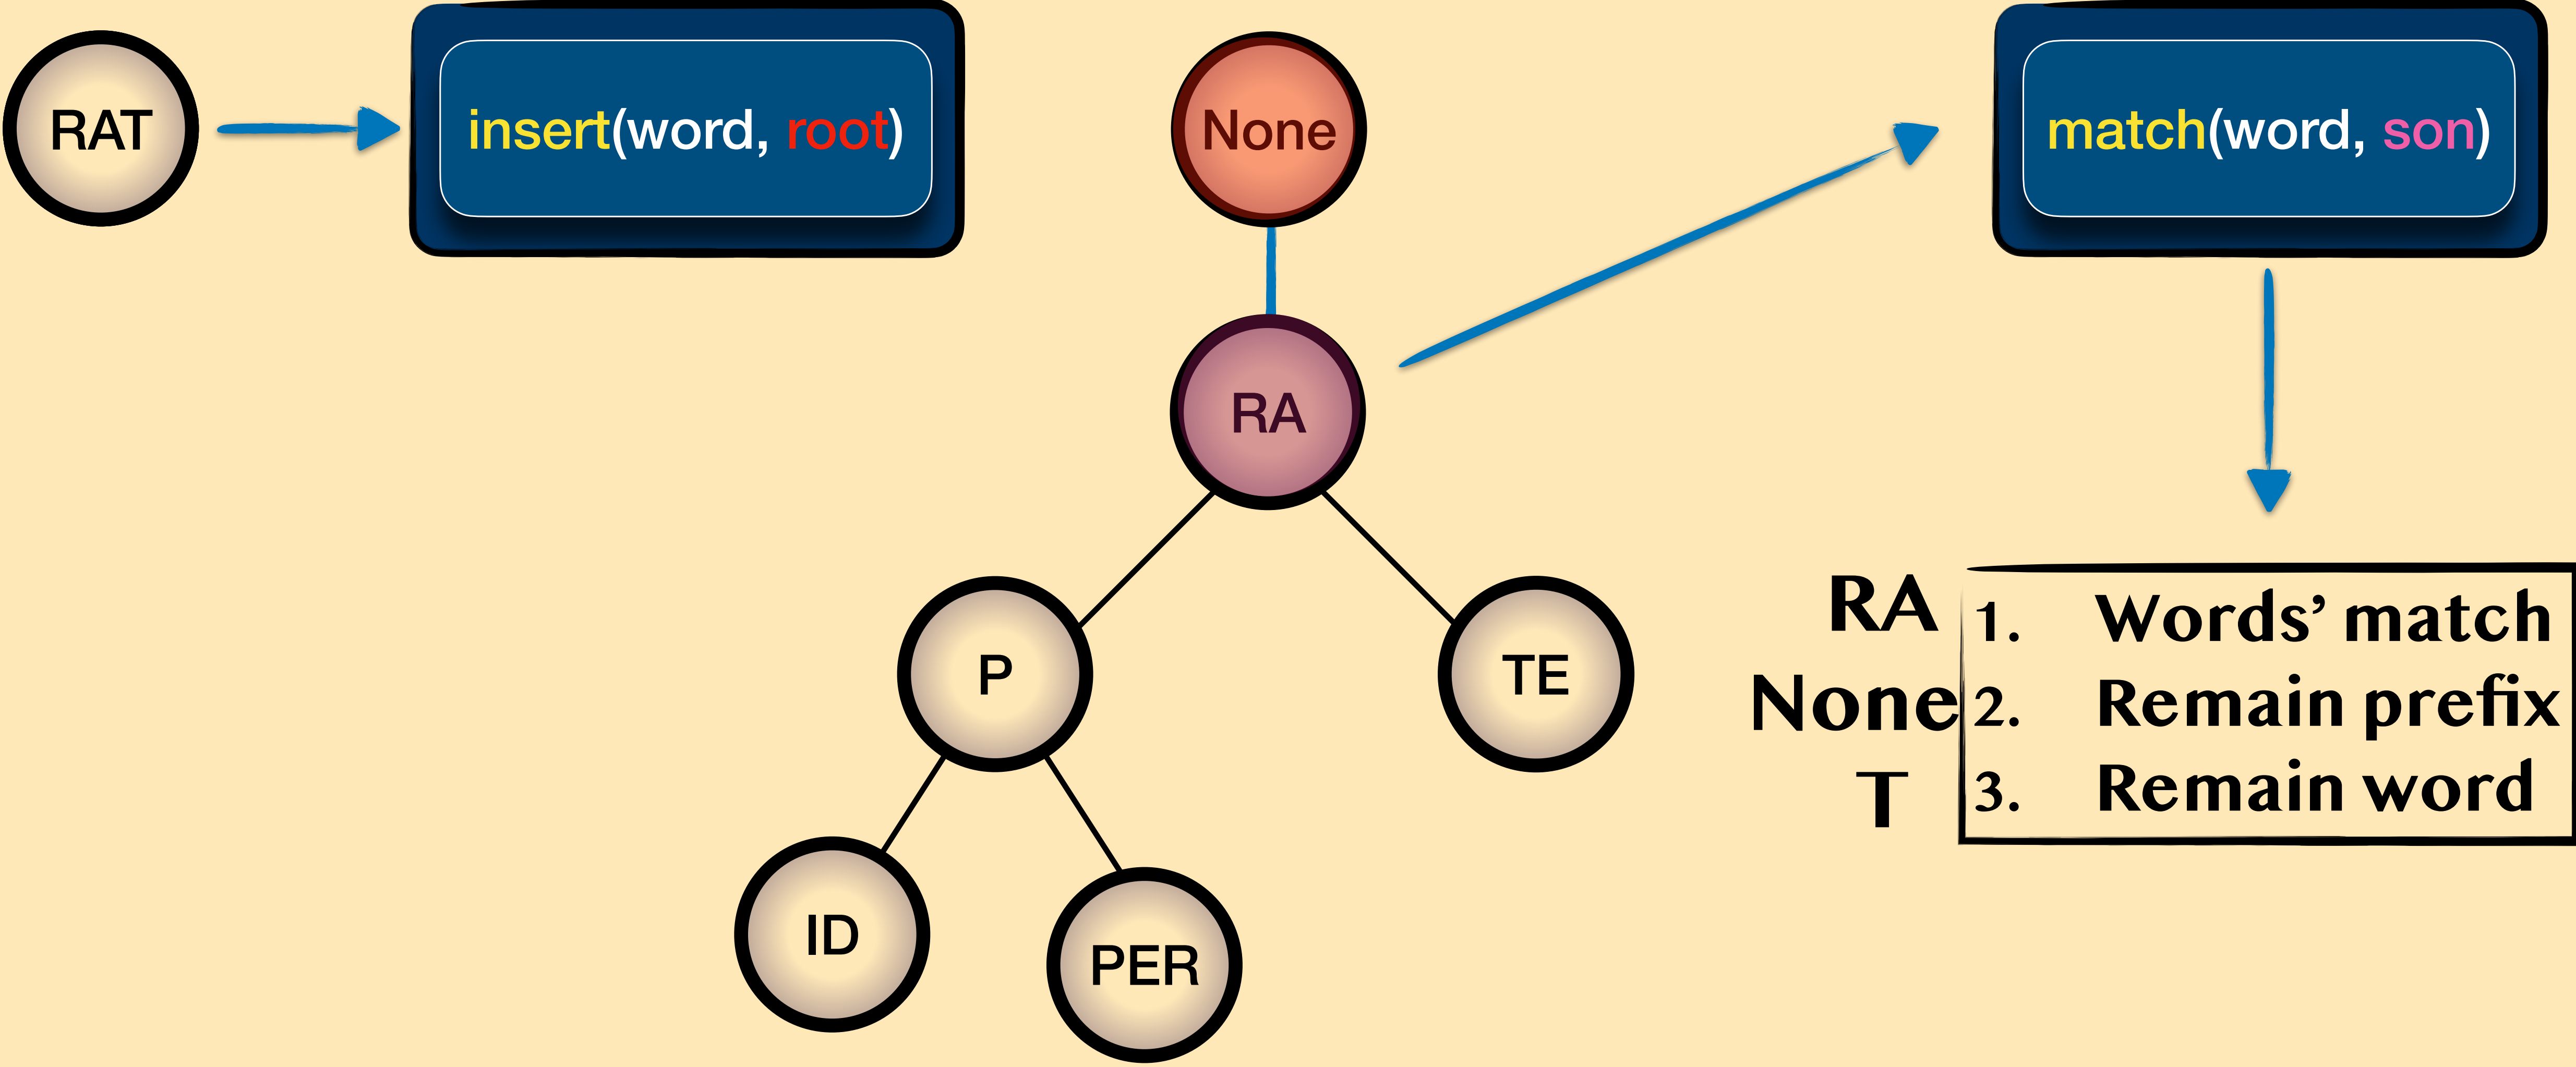 RAT
insert(word, root)
None
match(word, son)
RA
P
TE
ID
PER
RA
None
T
1. Words’ match
2. Remain prefix
3. Remain word